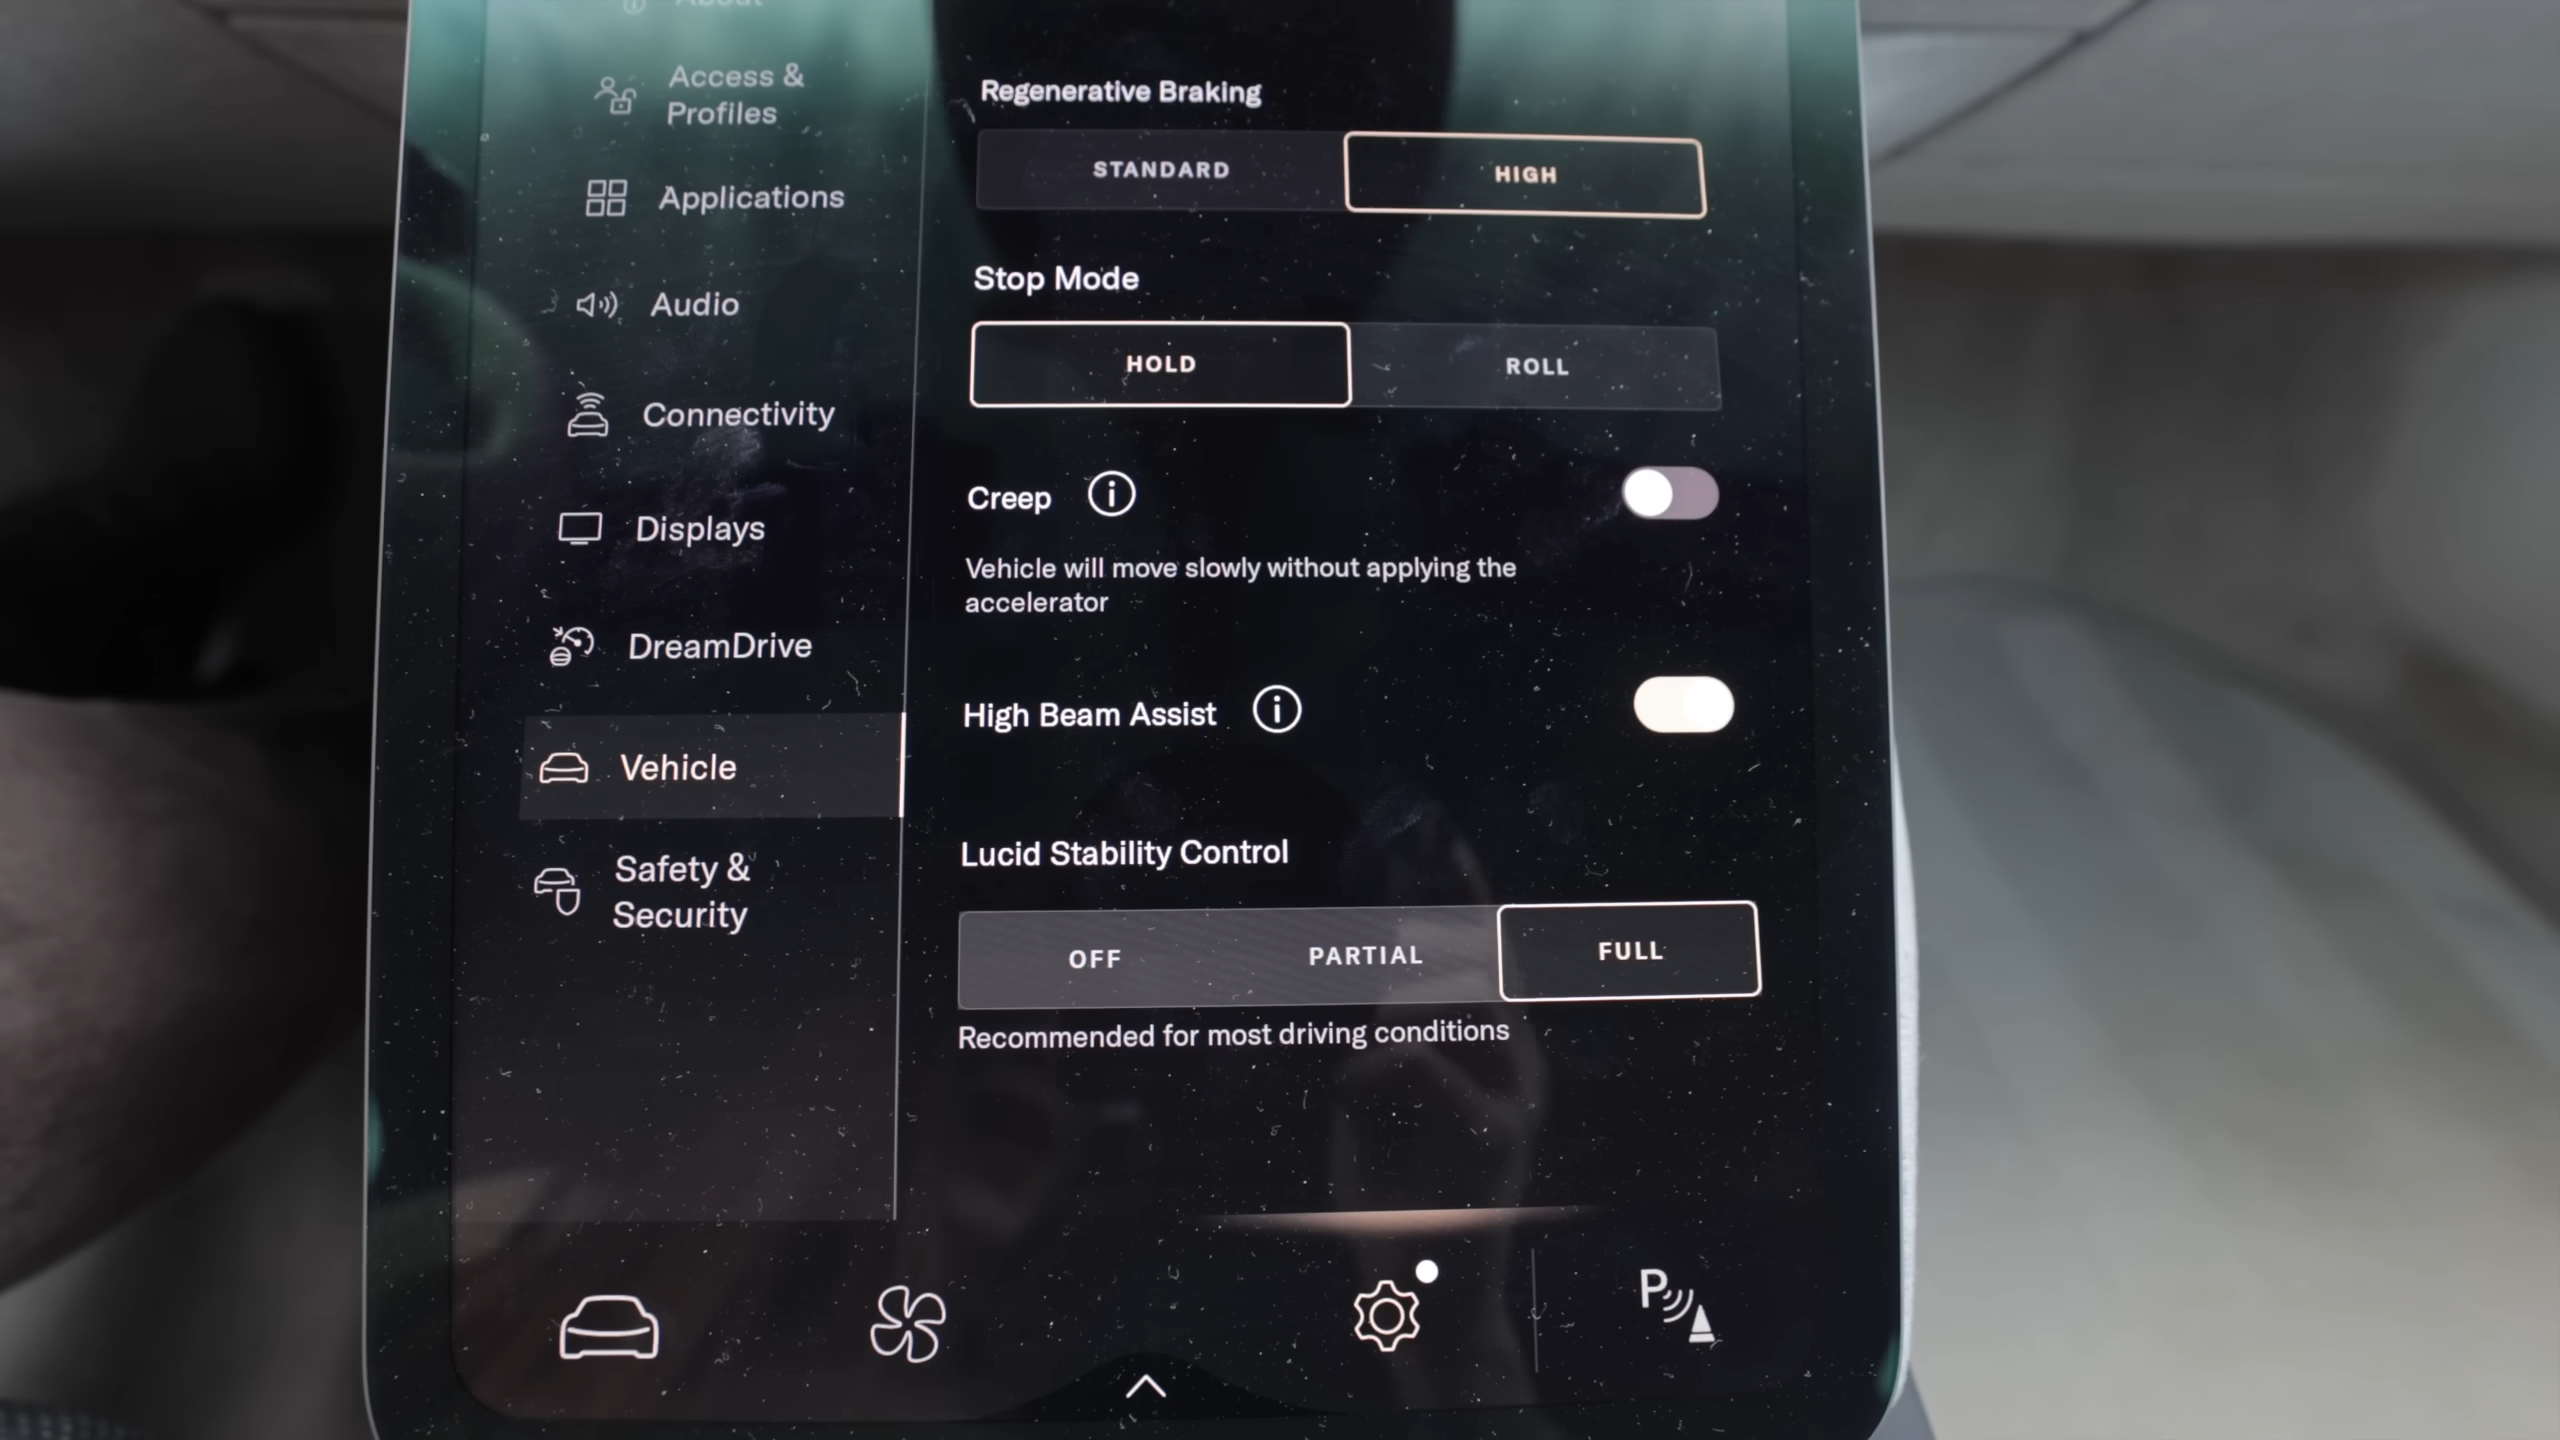 About
Access &
Profiles
Applications
Audio
Connectivity
Displays
DreamDrive
Vehicle
Safety &
Security
Regenerative Braking
STANDARD
HIGH
Stop Mode
HOLD
ROLL
Creep
Vehicle will move slowly without applying the
accelerator
High Beam Assist
Lucid Stability Control
OFF
PARTIAL
FULL
Recommended for most driving conditions
P